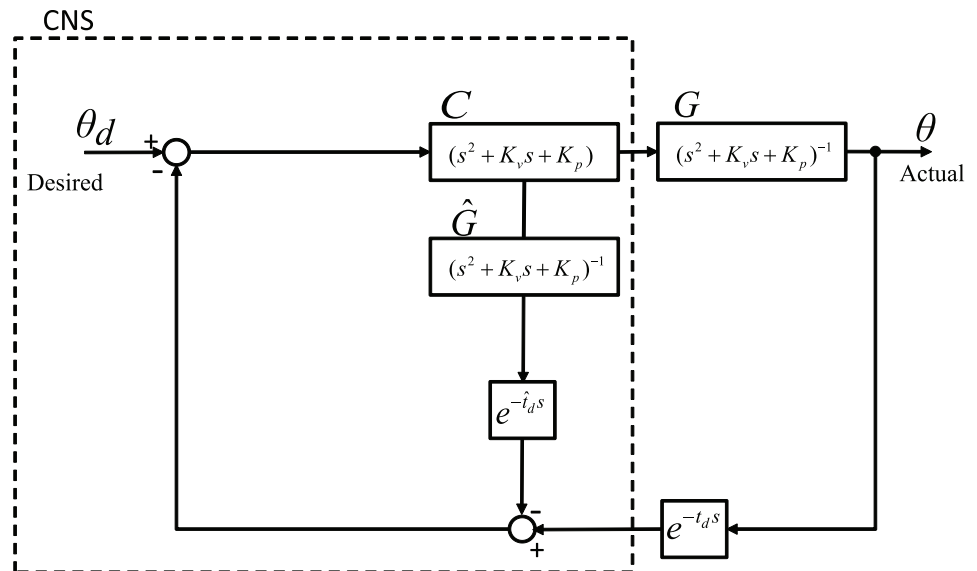 CNS
C
G
θd
+
-
(s² + Kᵥs + Kₚ)
(s² + Kᵥs + Kₚ)⁻¹
θ
Desired
Actual
Ĝ
(s² + Kᵥs + Kₚ)⁻¹
e^{-t̂_d s}
-
+
e^{-t_d s}